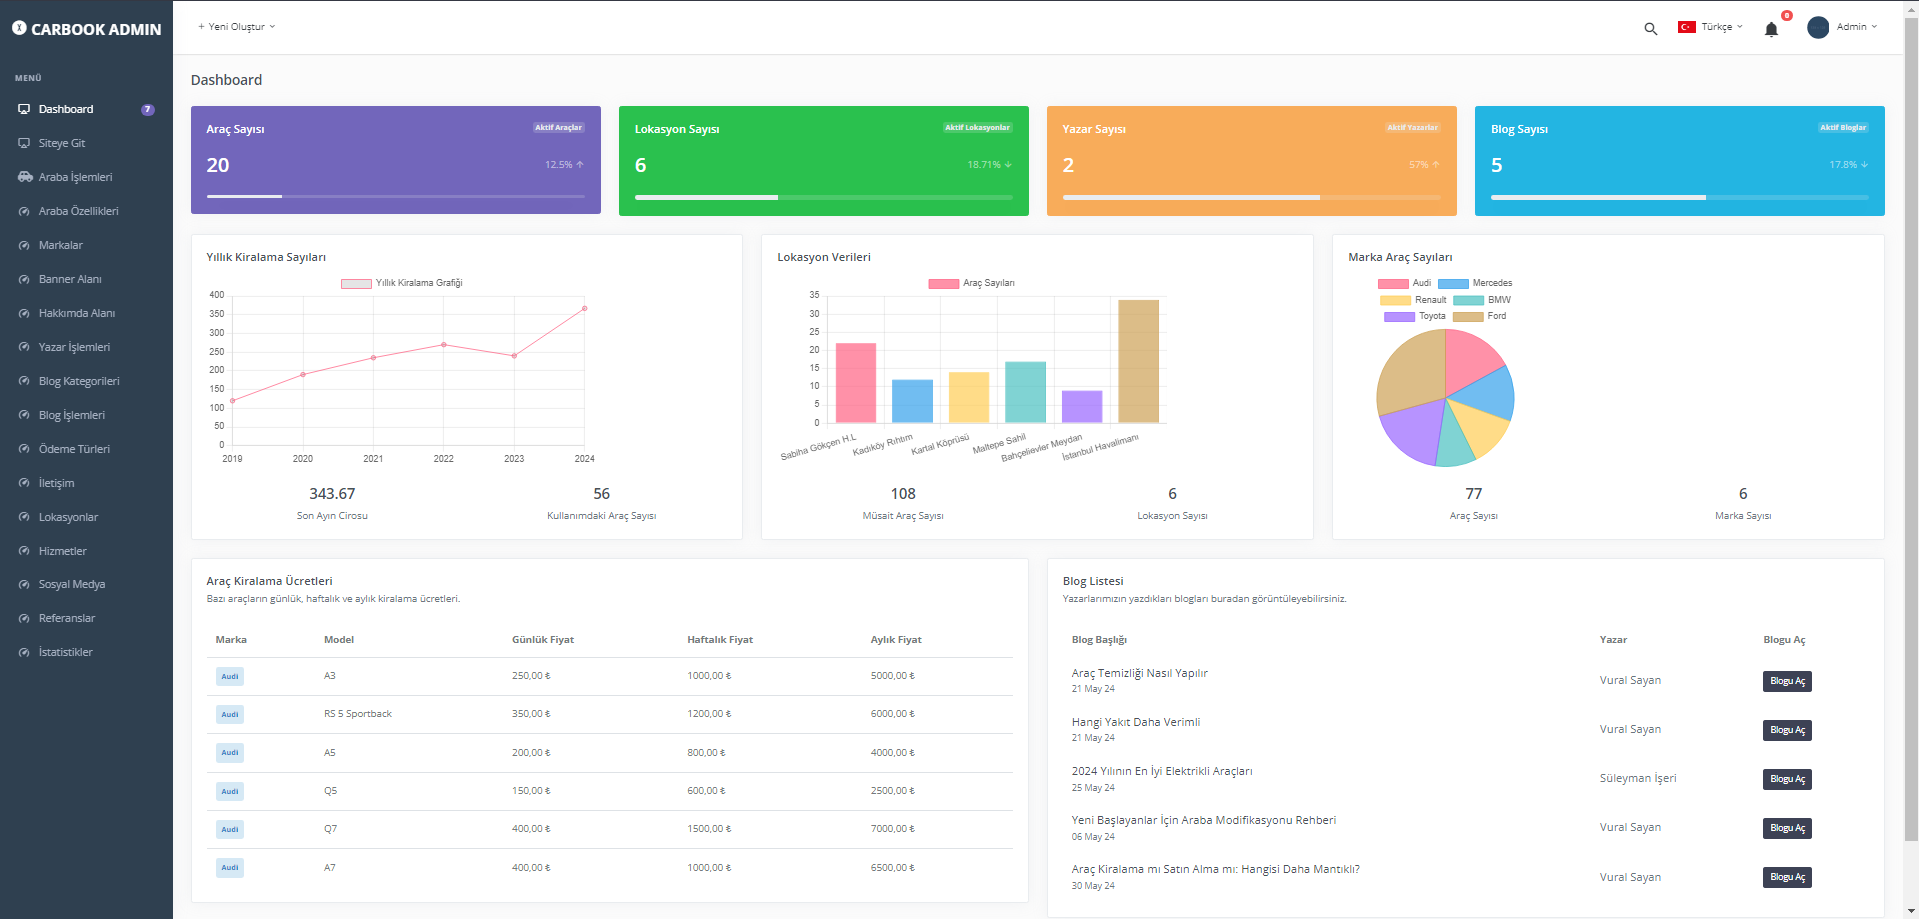 CARBOOK ADMIN
+ Yeni Oluştur
Türkçe
0
Admin
MENÜ
Dashboard
7
Siteye Git
Araba İşlemleri
Araba Özellikleri
Markalar
Banner Alanı
Hakkımda Alanı
Yazar İşlemleri
Blog Kategorileri
Blog İşlemleri
Ödeme Türleri
İletişim
Lokasyonlar
Hizmetler
Sosyal Medya
Referanslar
İstatistikler
Dashboard
Araç Sayısı Aktif Araçlar
20 12.5%
Lokasyon Sayısı Aktif Lokasyonlar
6 18.71%
Yazar Sayısı Aktif Yazarlar
2 57%
Blog Sayısı Aktif Bloglar
5 17.8%
Yıllık Kiralama Sayıları
Yıllık Kiralama Grafiği
400
350
300
250
200
150
100
50
0
2019 2020 2021 2022 2023 2024
343.67 56
Son Ayın Cirosu Kullanımdaki Araç Sayısı
Lokasyon Verileri
Araç Sayıları
35
30
25
20
15
10
5
0
Sabiha Gökçen H.L Kadıköy Rıhtım Kartal Köprüsü Maltepe Sahil Bahçelievler Meydan İstanbul Havalimanı
108 6
Müsait Araç Sayısı Lokasyon Sayısı
Marka Araç Sayıları
Audi Mercedes
Renault BMW
Toyota Ford
77 6
Araç Sayısı Marka Sayısı
Araç Kiralama Ücretleri
Bazı araçların günlük, haftalık ve aylık kiralama ücretleri.
Marka Model Günlük Fiyat Haftalık Fiyat Aylık Fiyat
Audi A3 250,00 ₺ 1000,00 ₺ 5000,00 ₺
Audi RS 5 Sportback 350,00 ₺ 1200,00 ₺ 6000,00 ₺
Audi A5 200,00 ₺ 800,00 ₺ 4000,00 ₺
Audi Q5 150,00 ₺ 600,00 ₺ 2500,00 ₺
Audi Q7 400,00 ₺ 1500,00 ₺ 7000,00 ₺
Audi A7 400,00 ₺ 1000,00 ₺ 6500,00 ₺
Blog Listesi
Yazarlarımızın yazdıkları blogları buradan görüntüleyebilirsiniz.
Blog Başlığı Yazar Blogu Aç
Araç Temizliği Nasıl Yapılır
21 May 24
Vural Sayan Blogu Aç
Hangi Yakıt Daha Verimli
21 May 24
Vural Sayan Blogu Aç
2024 Yılının En İyi Elektrikli Araçları
25 May 24
Süleyman İşeri Blogu Aç
Yeni Başlayanlar İçin Araba Modifikasyonu Rehberi
06 May 24
Vural Sayan Blogu Aç
Araç Kiralama mı Satın Alma mı: Hangisi Daha Mantıklı?
30 May 24
Vural Sayan Blogu Aç